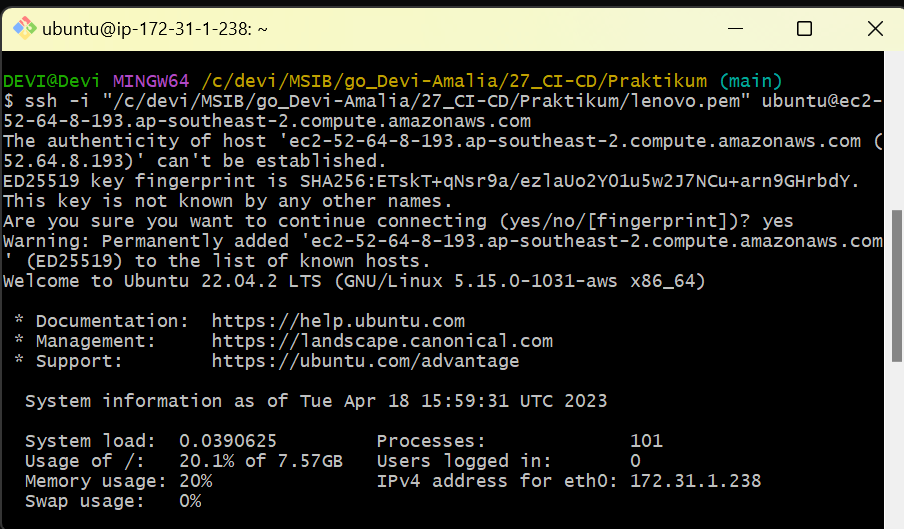 ubuntu@ip-172-31-1-238: ~
DEVI@Devi MINGW64 /c/devi/MSIB/go_Devi-Amalia/27_CI-CD/Praktikum (main)
$ ssh -i "/c/devi/MSIB/go_Devi-Amalia/27_CI-CD/Praktikum/lenovo.pem" ubuntu@ec2-
52-64-8-193.ap-southeast-2.compute.amazonaws.com
The authenticity of host 'ec2-52-64-8-193.ap-southeast-2.compute.amazonaws.com (
52.64.8.193)' can't be established.
ED25519 key fingerprint is SHA256:ETskT+qNsr9a/ezlaUo2Y01u5w2J7NCu+arn9GHrbdY.
This key is not known by any other names.
Are you sure you want to continue connecting (yes/no/[fingerprint])? yes
Warning: Permanently added 'ec2-52-64-8-193.ap-southeast-2.compute.amazonaws.com
' (ED25519) to the list of known hosts.
Welcome to Ubuntu 22.04.2 LTS (GNU/Linux 5.15.0-1031-aws x86_64)
* Documentation:  https://help.ubuntu.com
* Management:     https://landscape.canonical.com
* Support:        https://ubuntu.com/advantage
System information as of Tue Apr 18 15:59:31 UTC 2023
System load:  0.0390625         Processes:             101
Usage of /:   20.1% of 7.57GB   Users logged in:       0
Memory usage: 20%               IPv4 address for eth0: 172.31.1.238
Swap usage:   0%